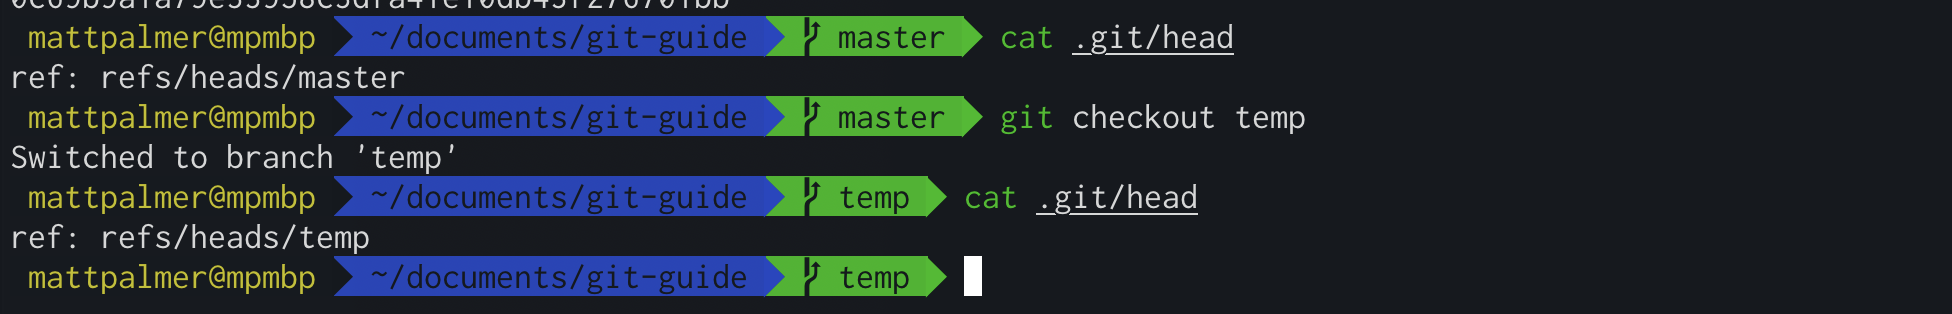 mattpalmer@mpmbp ~/documents/git-guide master cat .git/head
ref: refs/heads/master
mattpalmer@mpmbp ~/documents/git-guide master git checkout temp
Switched to branch 'temp'
mattpalmer@mpmbp ~/documents/git-guide temp cat .git/head
ref: refs/heads/temp
mattpalmer@mpmbp ~/documents/git-guide temp